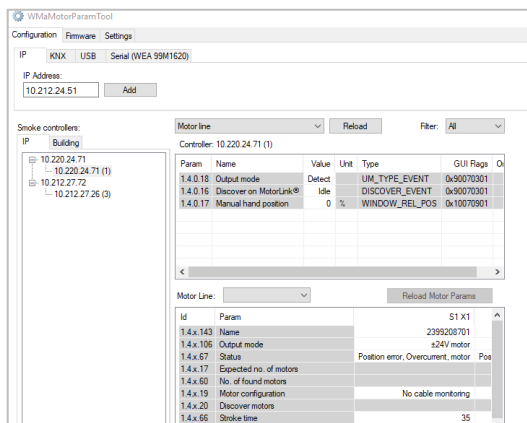 WMaMotorParamTool
Configuration Firmware Settings
IP KNX USB Serial (WEA 99M1620)
IP Address:
10.212.24.51 Add
Smoke controllers:
IP Building
10.220.24.71
10.220.24.71 (1)
10.212.27.72
10.212.27.26 (3)
Motor line Reload Filter: All
Controller: 10.220.24.71 (1)
Param Name Value Unit Type GUI Flags
1.4.0.18 Output mode Detect UM_TYPE_EVENT 0x90070301
1.4.0.16 Discover on MotorLink® Idle DISCOVER_EVENT 0x90070301
1.4.0.17 Manual hand position 0 % WINDOW_REL_POS 0x10070901
Motor Line: Reload Motor Params
Id Param S1 X1
1.4.x.143 Name 2399208701
1.4.x.106 Output mode ±24V motor
1.4.x.67 Status Position error, Overcurrent, motor Pos
1.4.x.17 Expected no. of motors
1.4.x.60 No. of found motors
1.4.x.19 Motor configuration No cable monitoring
1.4.x.20 Discover motors
1.4.x.66 Stroke time 35